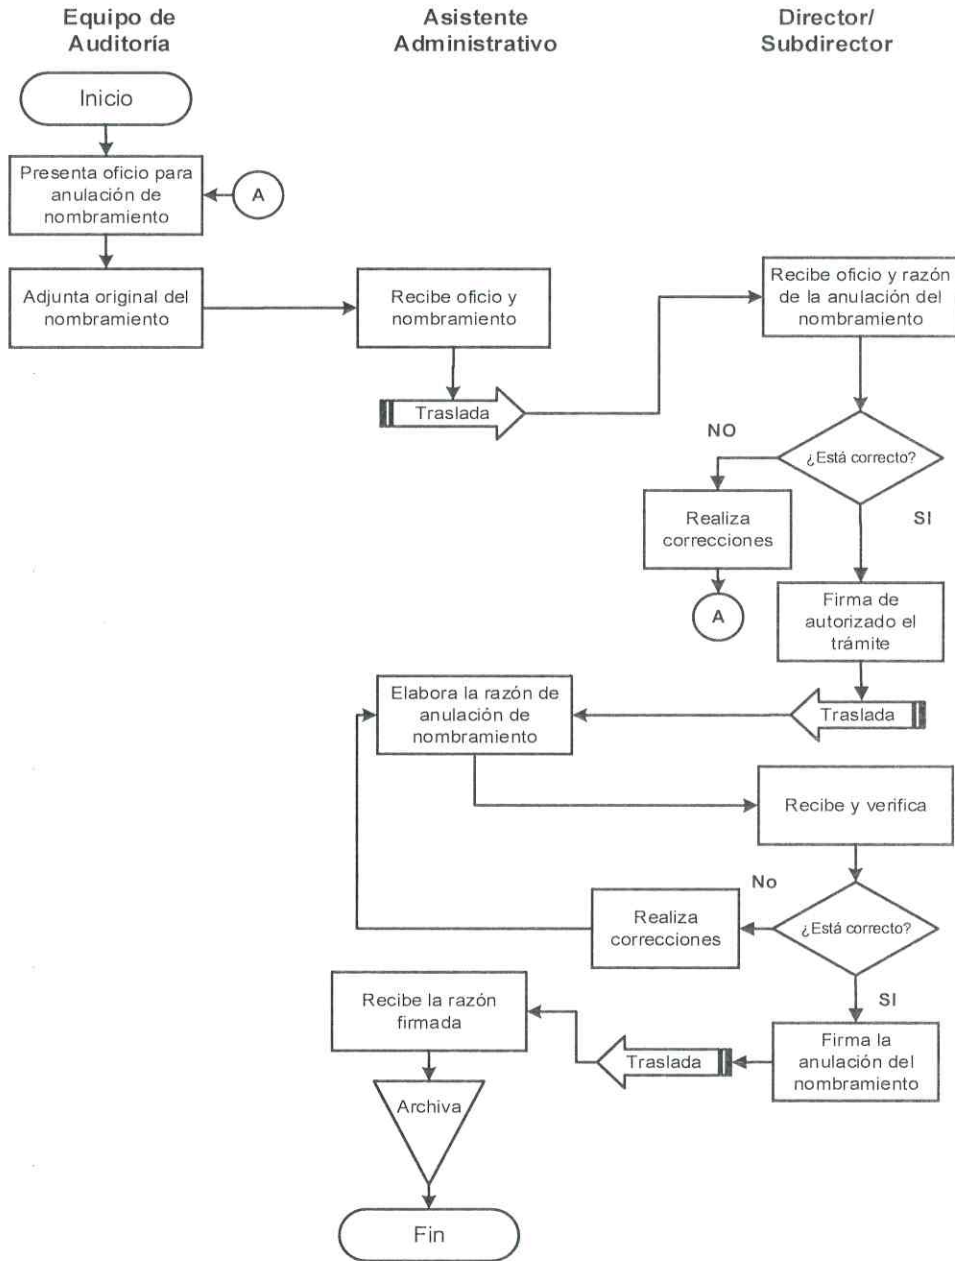 Equipo de
Auditoría
Asistente
Administrativo
Director/
Subdirector
Inicio
Presenta oficio para
anulación de
nombramiento
A
Adjunta original del
nombramiento
Recibe oficio y
nombramiento
Recibe oficio y razón
de la anulación del
nombramiento
Traslada
NO
¿Está correcto?
Realiza
correcciones
SI
A
Firma de
autorizado el
trámite
Elabora la razón de
anulación de
nombramiento
Traslada
Recibe y verifica
No
¿Está correcto?
Realiza
correcciones
SI
Recibe la razón
firmada
Firma la
anulación del
nombramiento
Traslada
Archiva
Fin